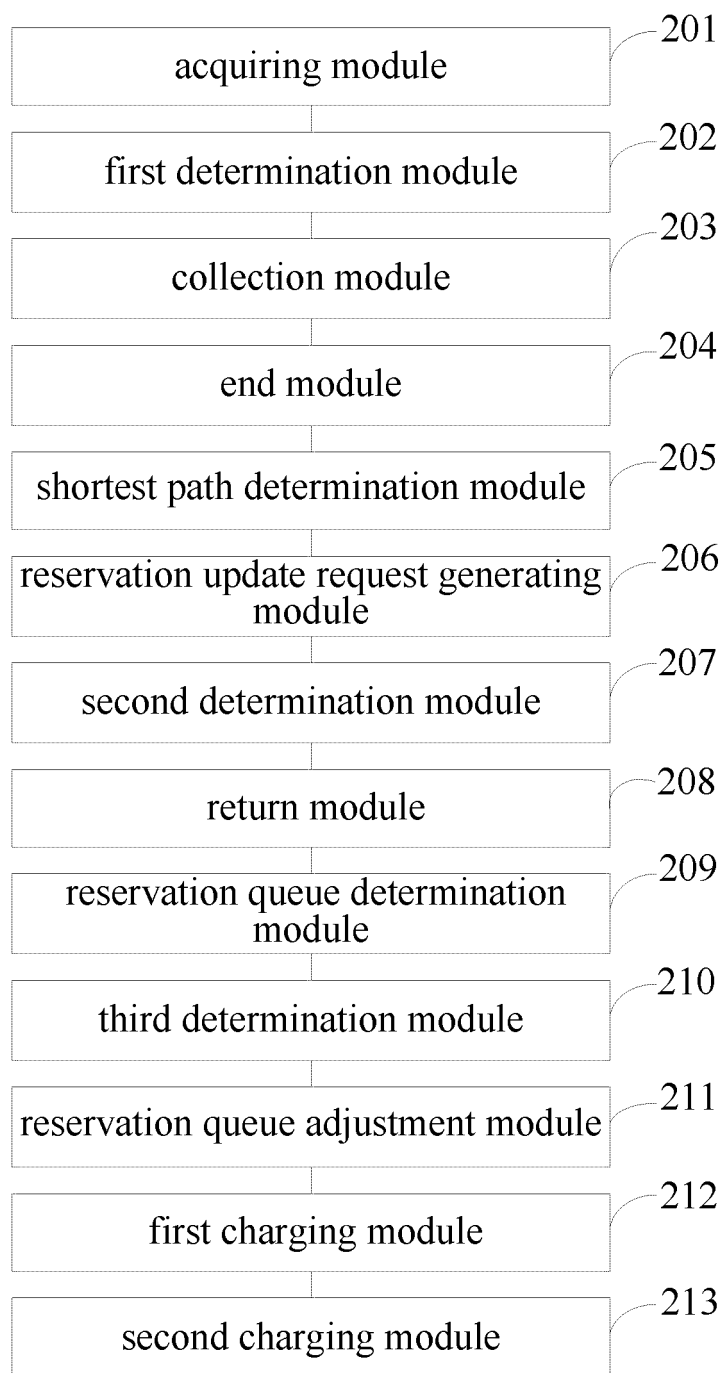 201
acquiring module
202
first determination module
203
collection module
204
end module
205
shortest path determination module
206
reservation update request generating
module
207
second determination module
208
return module
209
reservation queue determination
module
210
third determination module
211
reservation queue adjustment module
212
first charging module
213
second charging module